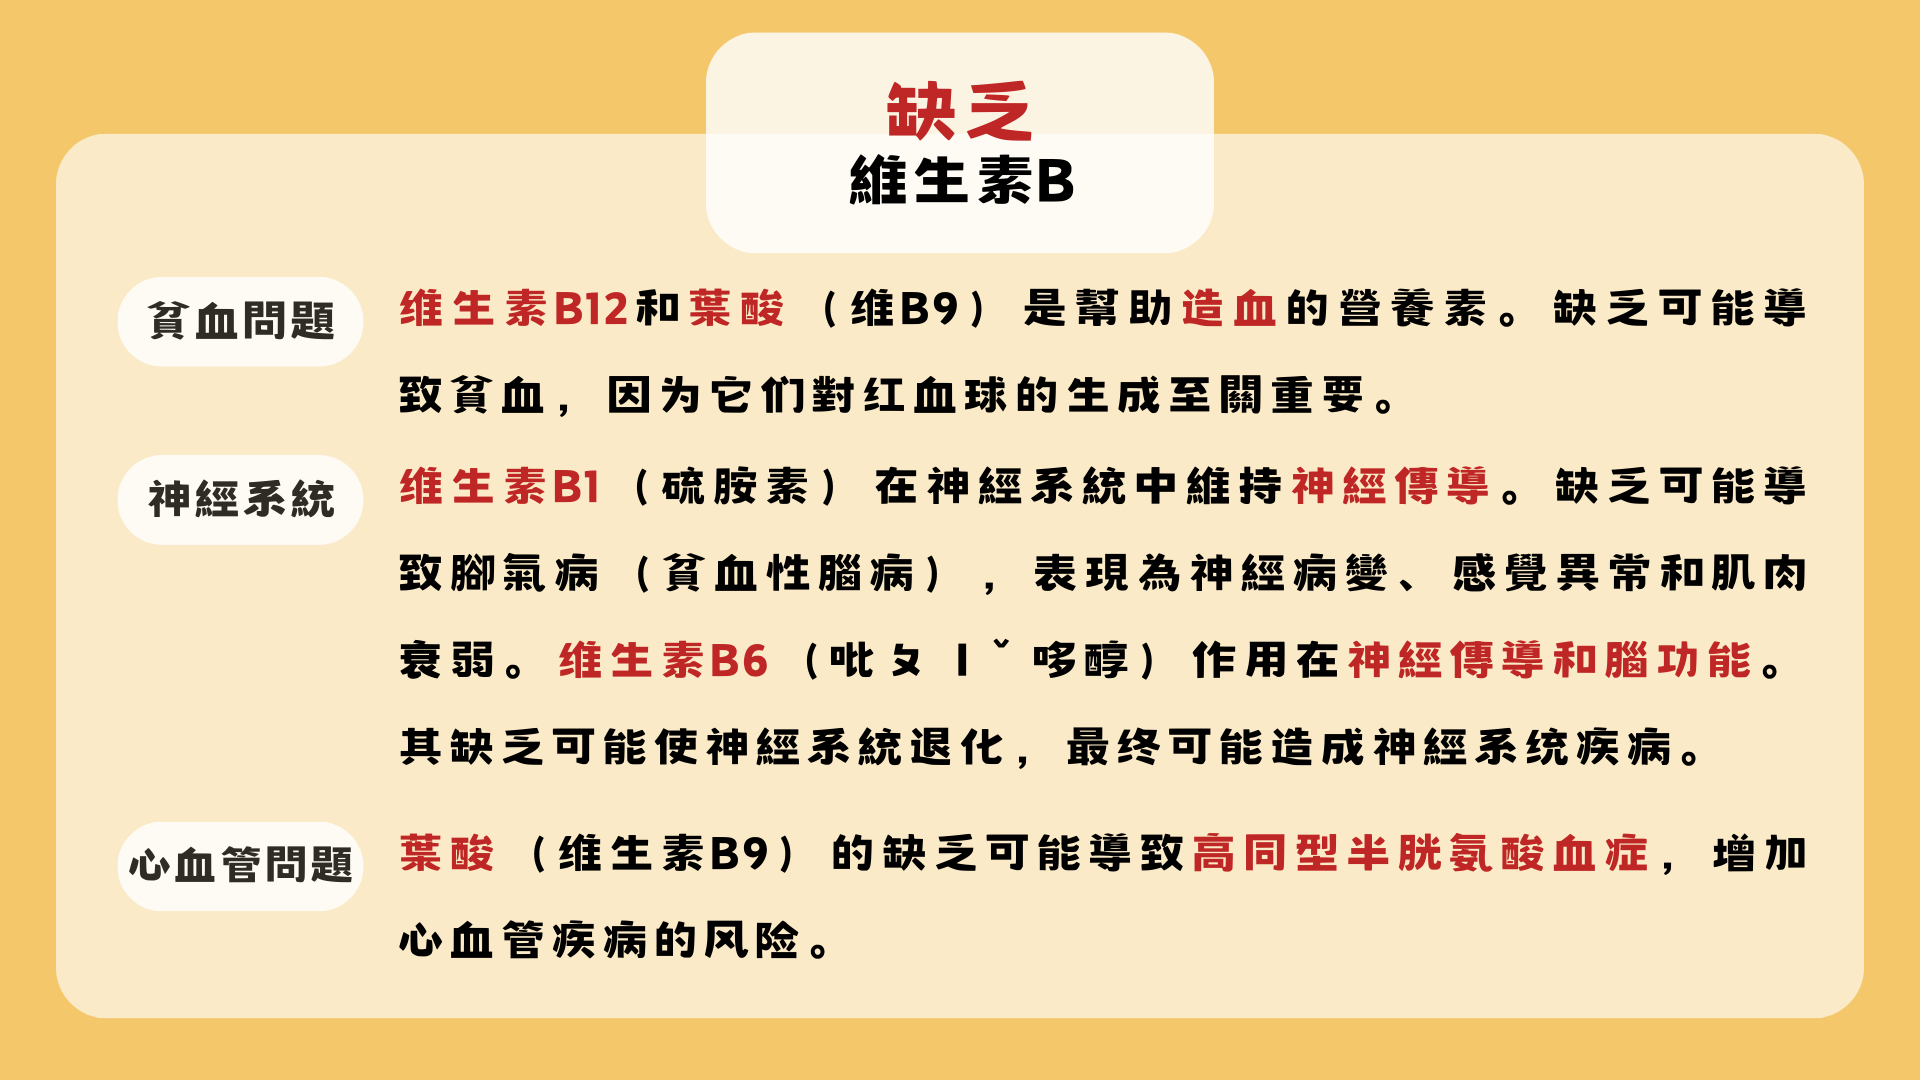 缺乏
維生素B
貧血問題
维生素B12和葉酸（维B9）是幫助造血的營養素。缺乏可能導
致貧血，因为它们對红血球的生成至關重要。
神經系統
维生素B1（硫胺素）在神經系統中維持神經傳導。缺乏可能導
致腳氣病（貧血性腦病），表現為神經病變、感覺異常和肌肉
衰弱。维生素B6（吡ㄆㄧˇ哆醇）作用在神經傳導和腦功能。
其缺乏可能使神經系統退化，最终可能造成神經系统疾病。
心血管問題
葉酸（维生素B9）的缺乏可能導致高同型半胱氨酸血症，增加
心血管疾病的风险。